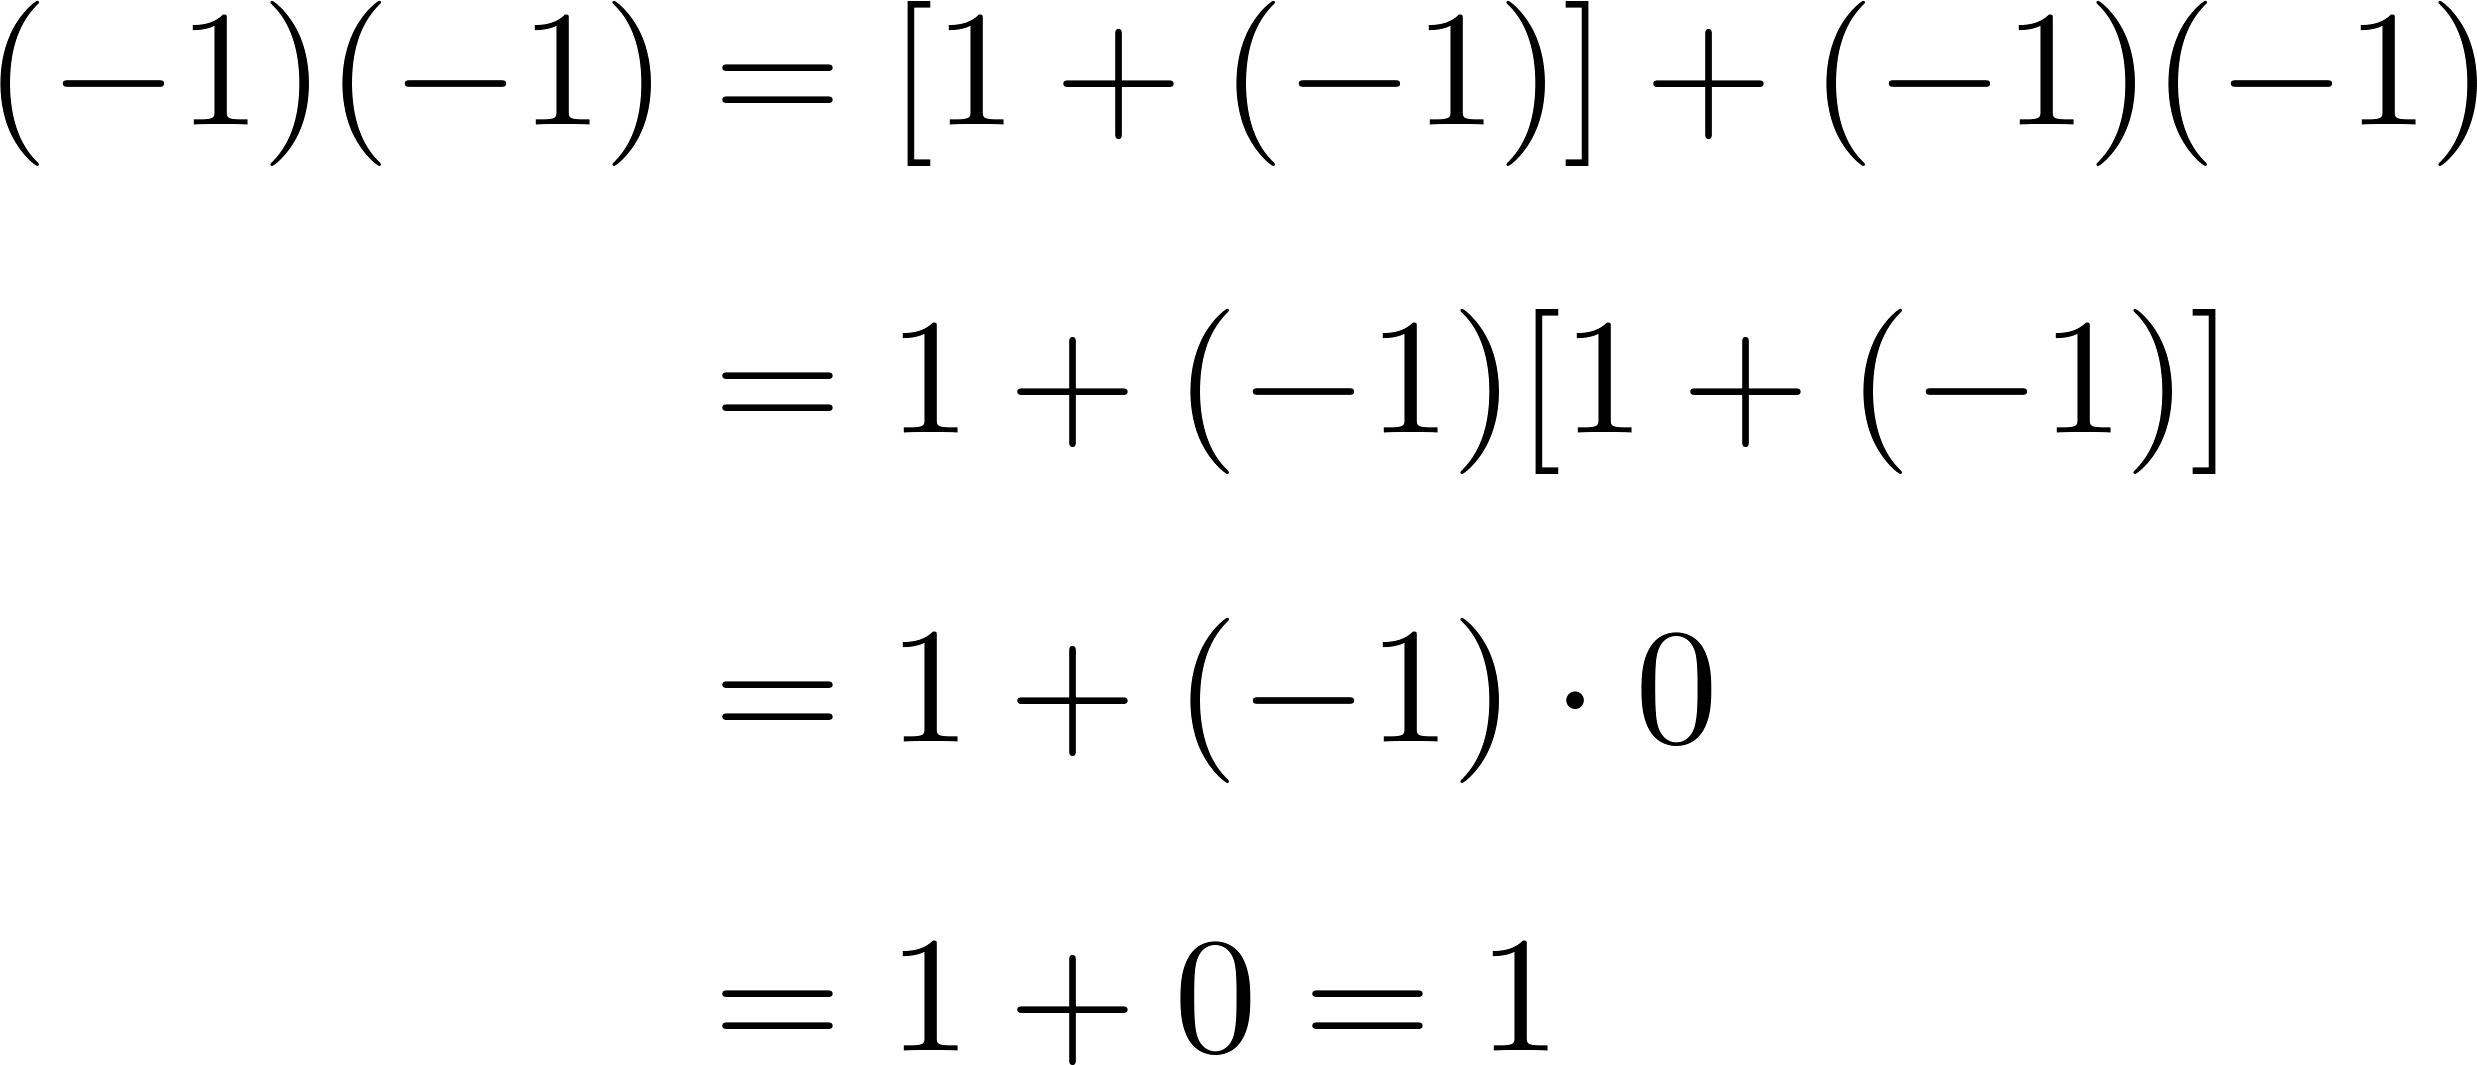 (−1)(−1) = [1 + (−1)] + (−1)(−1)
= 1 + (−1)[1 + (−1)]
= 1 + (−1) · 0
= 1 + 0 = 1